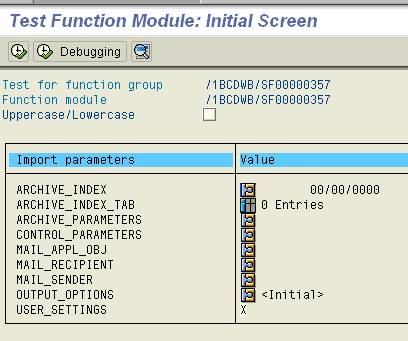 Test Function Module: Initial Screen
Debugging
Test for function group /1BCDWB/SF00000357
Function module /1BCDWB/SF00000357
Uppercase/Lowercase
Import parameters Value
ARCHIVE_INDEX 00/00/0000
ARCHIVE_INDEX_TAB 0 Entries
ARCHIVE_PARAMETERS
CONTROL_PARAMETERS
MAIL_APPL_OBJ
MAIL_RECIPIENT
MAIL_SENDER
OUTPUT_OPTIONS <Initial>
USER_SETTINGS X